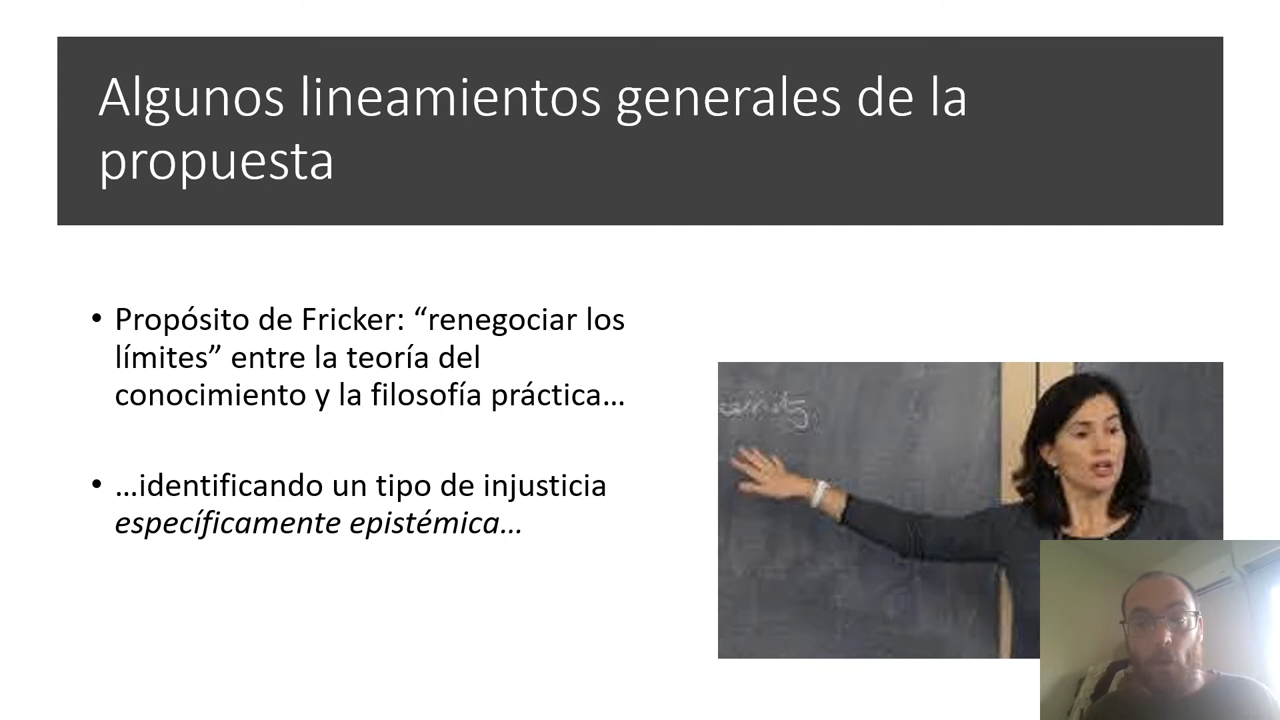 Algunos lineamientos generales de la
propuesta
• Propósito de Fricker: “renegociar los
límites” entre la teoría del
conocimiento y la filosofía práctica…
• …identificando un tipo de injusticia
específicamente epistémica…